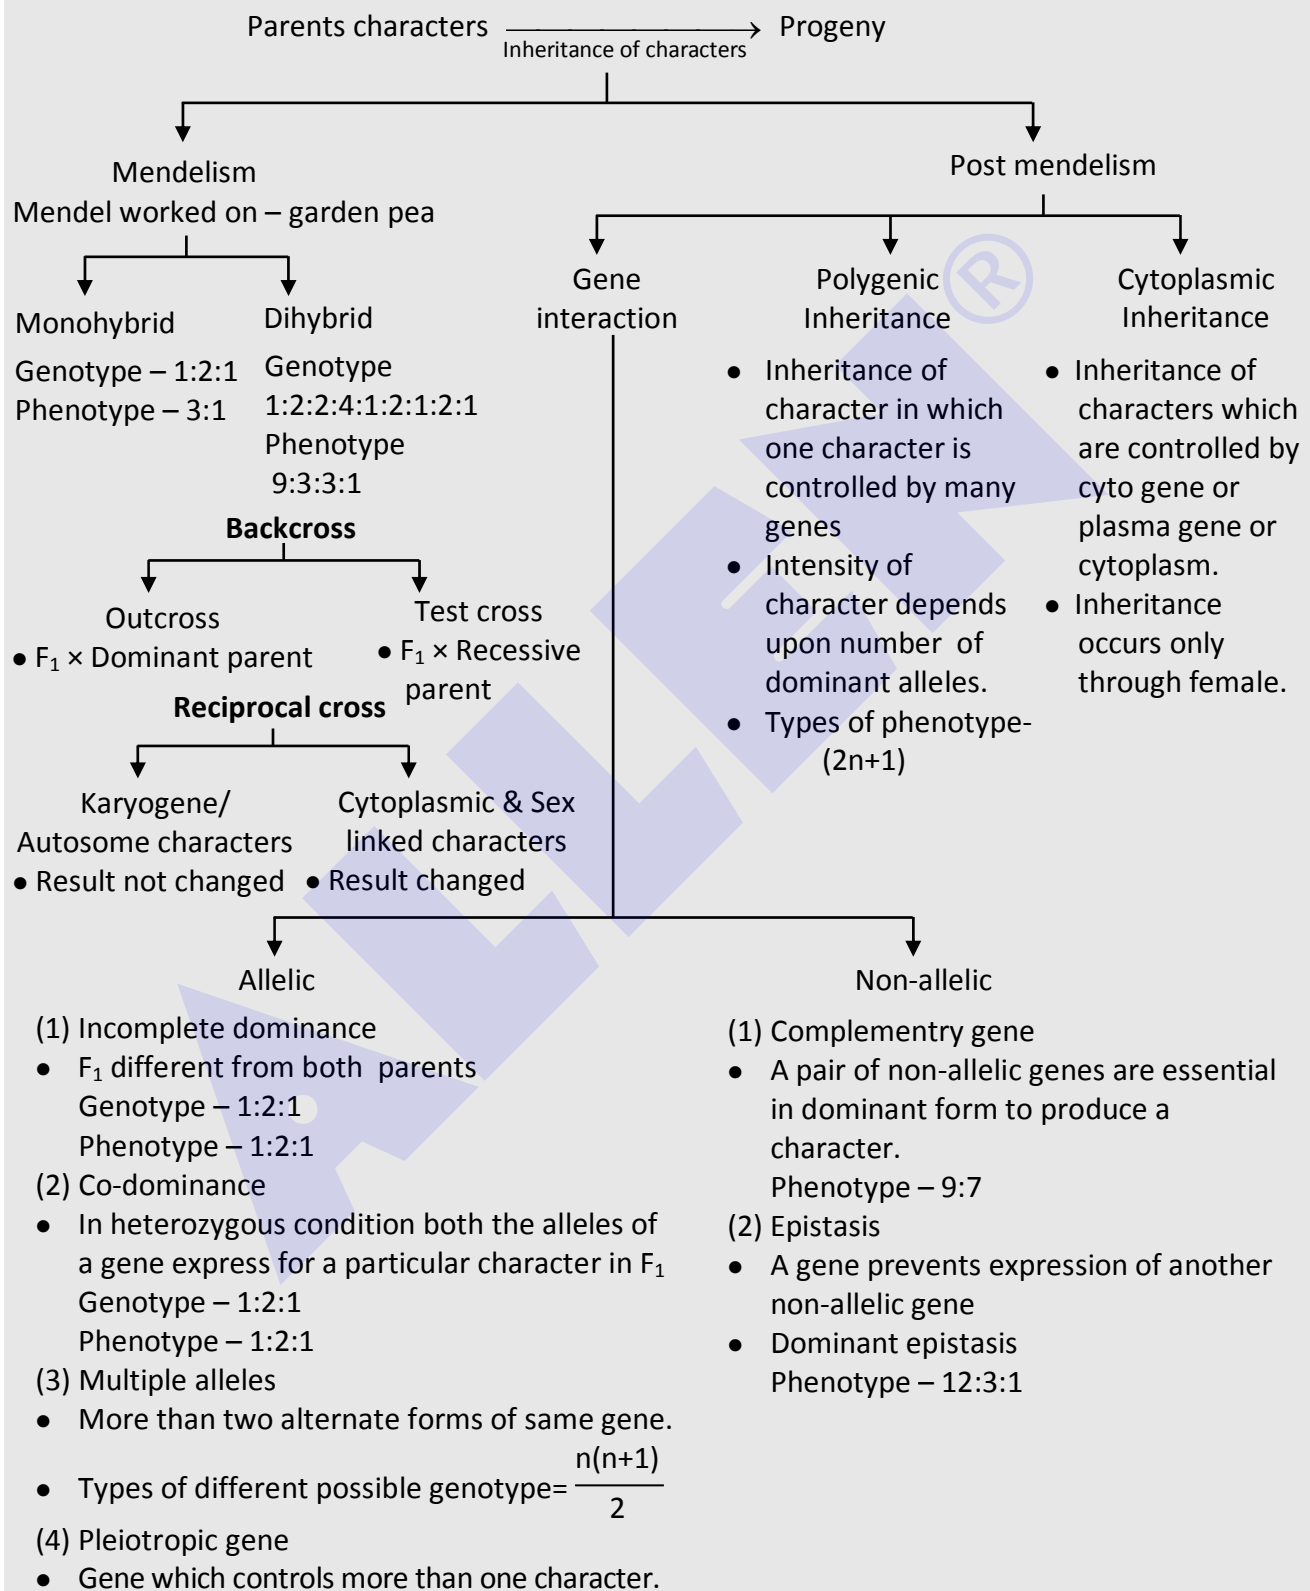 Parents characters → Progeny
Inheritance of characters
Mendelism
Mendel worked on – garden pea
Monohybrid
Genotype – 1:2:1
Phenotype – 3:1
Dihybrid
Genotype
1:2:2:4:1:2:1:2:1
Phenotype
9:3:3:1
Backcross
Outcross
● F₁ × Dominant parent
Test cross
● F₁ × Recessive
parent
Reciprocal cross
Karyogene/
Autosome characters
● Result not changed
Cytoplasmic & Sex
linked characters
● Result changed
Post mendelism
Gene
interaction
Polygenic
Inheritance
● Inheritance of
character in which
one character is
controlled by many
genes
● Intensity of
character depends
upon number of
dominant alleles.
● Types of phenotype-
(2n+1)
Cytoplasmic
Inheritance
● Inheritance of
characters which
are controlled by
cyto gene or
plasma gene or
cytoplasm.
● Inheritance
occurs only
through female.
Allelic
(1) Incomplete dominance
● F₁ different from both parents
Genotype – 1:2:1
Phenotype – 1:2:1
(2) Co-dominance
● In heterozygous condition both the alleles of
a gene express for a particular character in F₁
Genotype – 1:2:1
Phenotype – 1:2:1
(3) Multiple alleles
● More than two alternate forms of same gene.
● Types of different possible genotype= n(n+1)/2
(4) Pleiotropic gene
● Gene which controls more than one character.
Non-allelic
(1) Complementry gene
● A pair of non-allelic genes are essential
in dominant form to produce a
character.
Phenotype – 9:7
(2) Epistasis
● A gene prevents expression of another
non-allelic gene
● Dominant epistasis
Phenotype – 12:3:1
ALLEN®